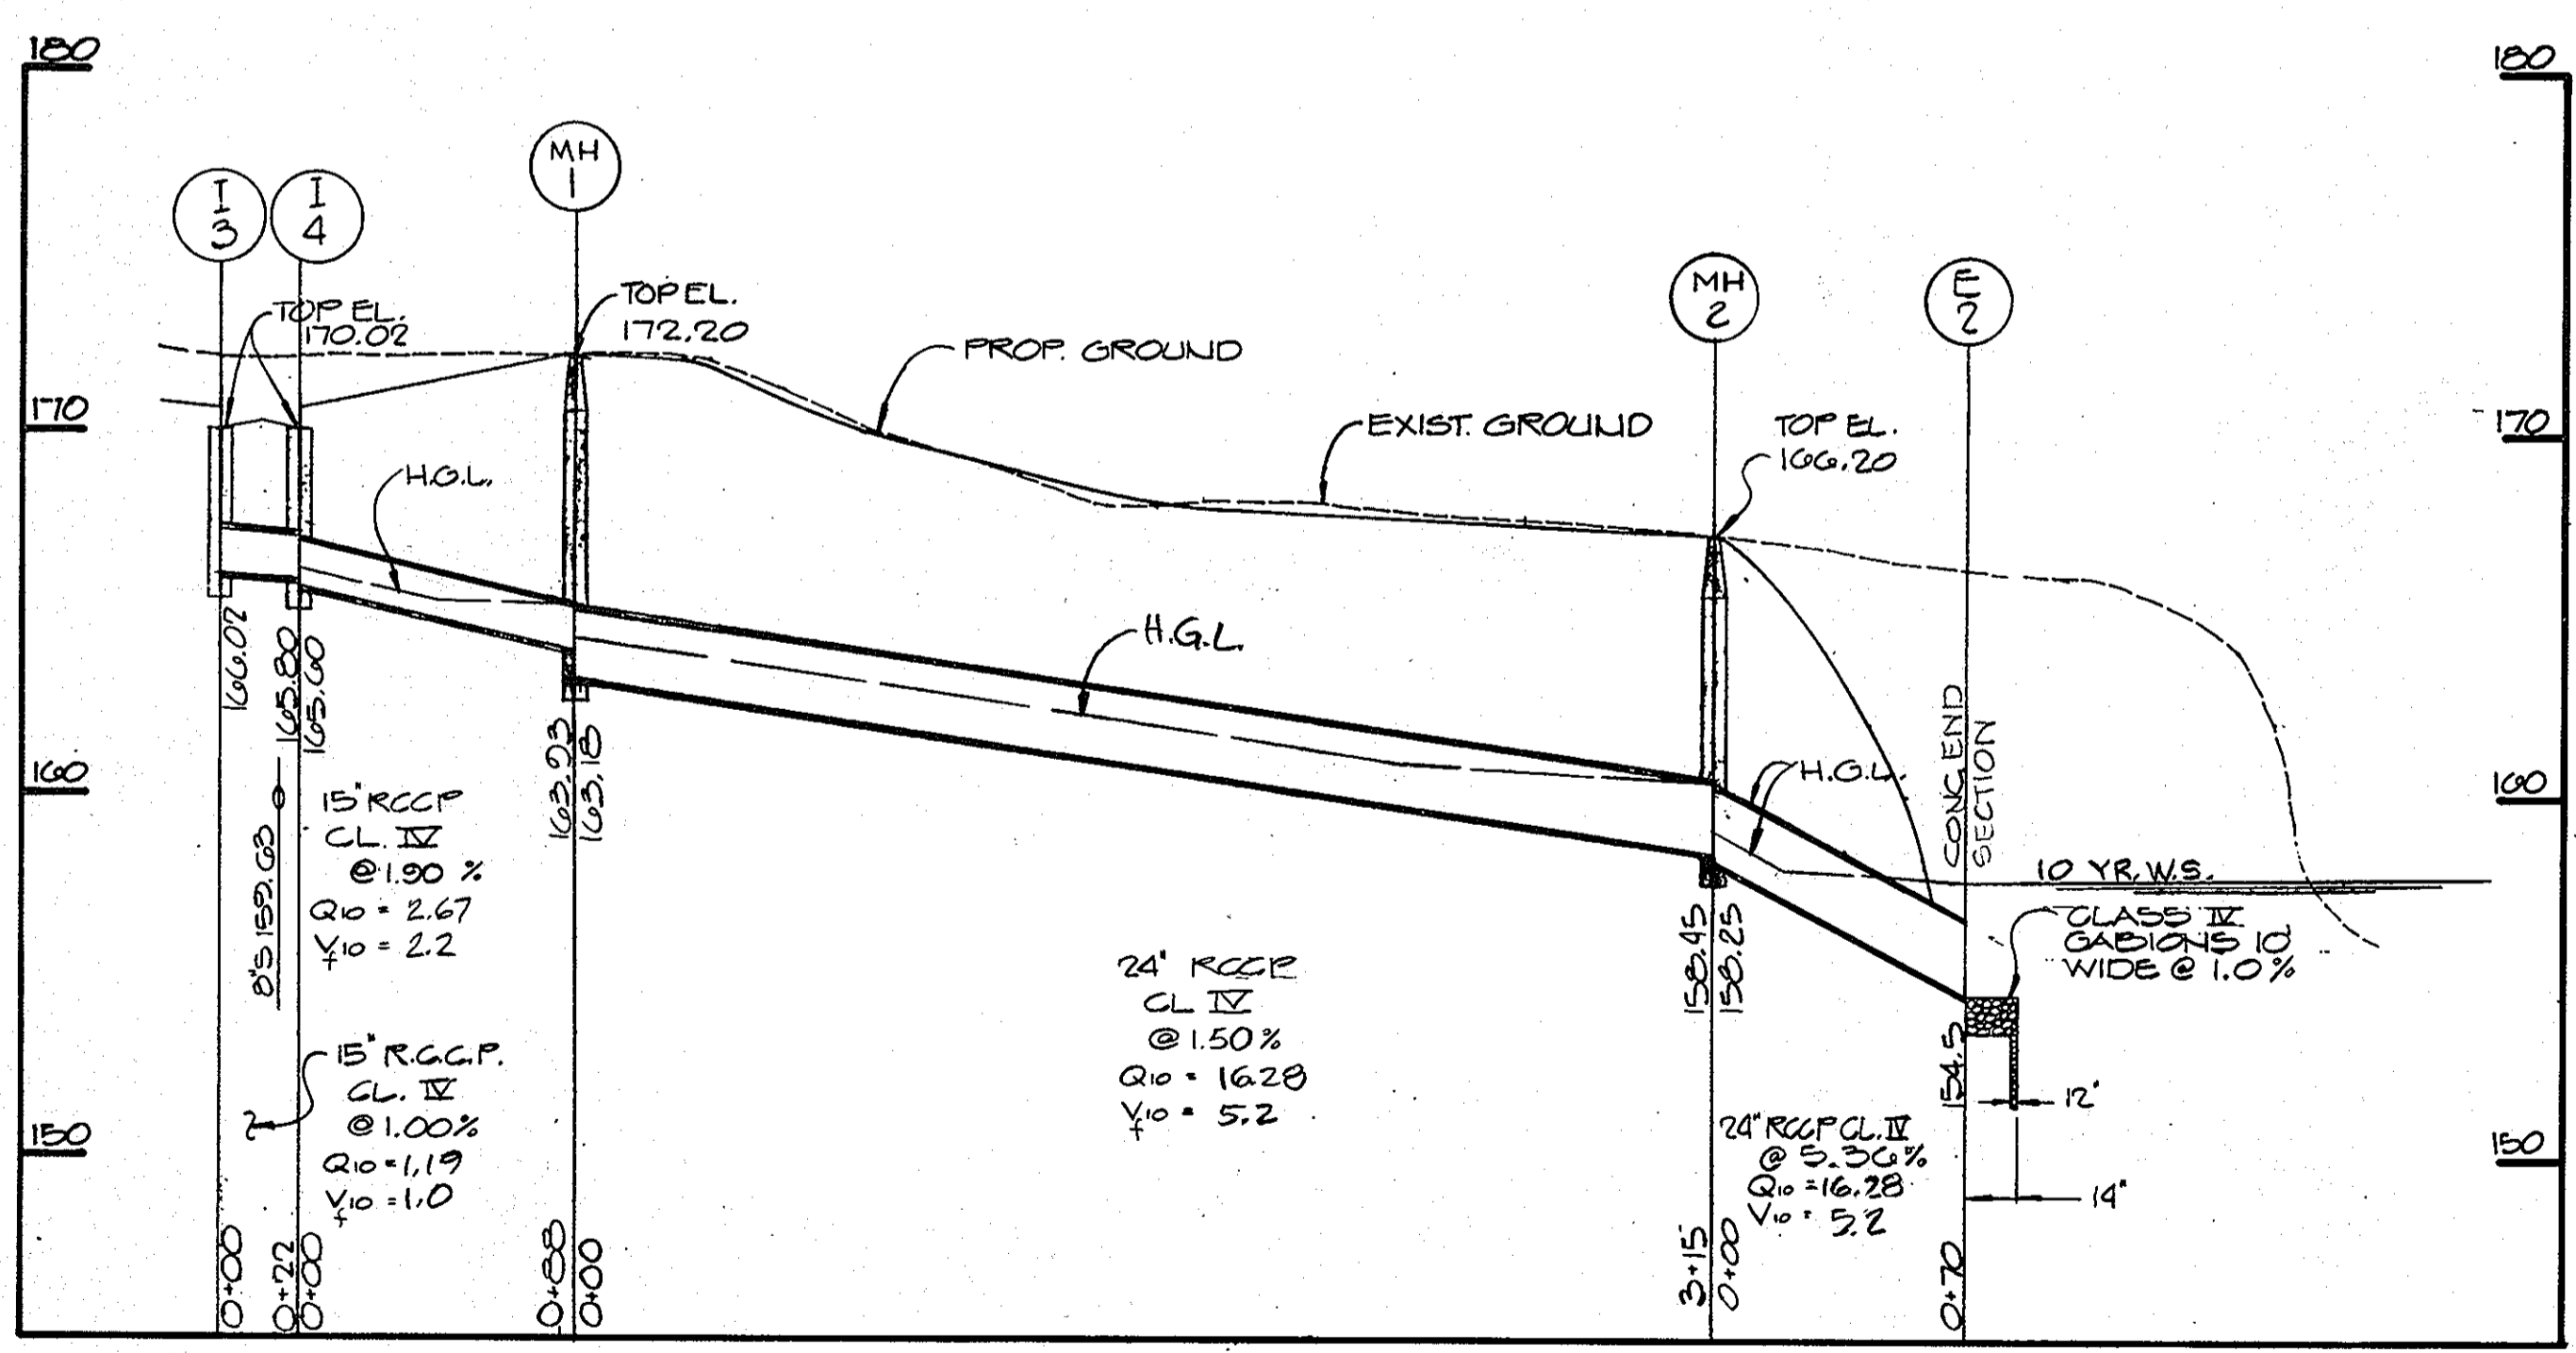 180
180
MH
1
I
3
I
4
MH
2
E
2
TOP EL.
170.02
TOP EL.
172.20
PROP. GROUND
170
170
EXIST. GROUND
TOP EL.
166.20
H.G.L.
H.G.L.
H.G.L.
166.02
165.80
165.60
163.93
163.18
160
160
8"S 159.63
15" RCCP
CL. IV
@ 1.90 %
Q10 = 2.67
Vf10 = 2.2
CONC. END
SECTION
10 YR. W.S.
CLASS IV
GABIONS 10'
WIDE @ 1.0%
24" RCCP
CL IV
@ 1.50%
Q10 = 16.28
Vf10 = 5.2
158.45
158.25
154.5
15" R.C.C.P.
CL. IV
@ 1.00%
Q10 = 1.19
Vf10 = 1.0
150
150
24" RCCP CL. IV
@ 5.36%
Q10 = 16.28
V10 = 5.2
12"
14"
0+00
0+22
0+00
0+88
0+00
3+15
0+00
0+70